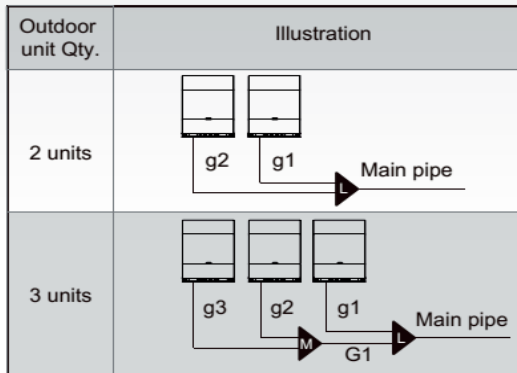 Outdoor
unit Qty.
Illustration
2 units
g2
g1
Main pipe
L
3 units
g3
g2
g1
Main pipe
M
L
G1